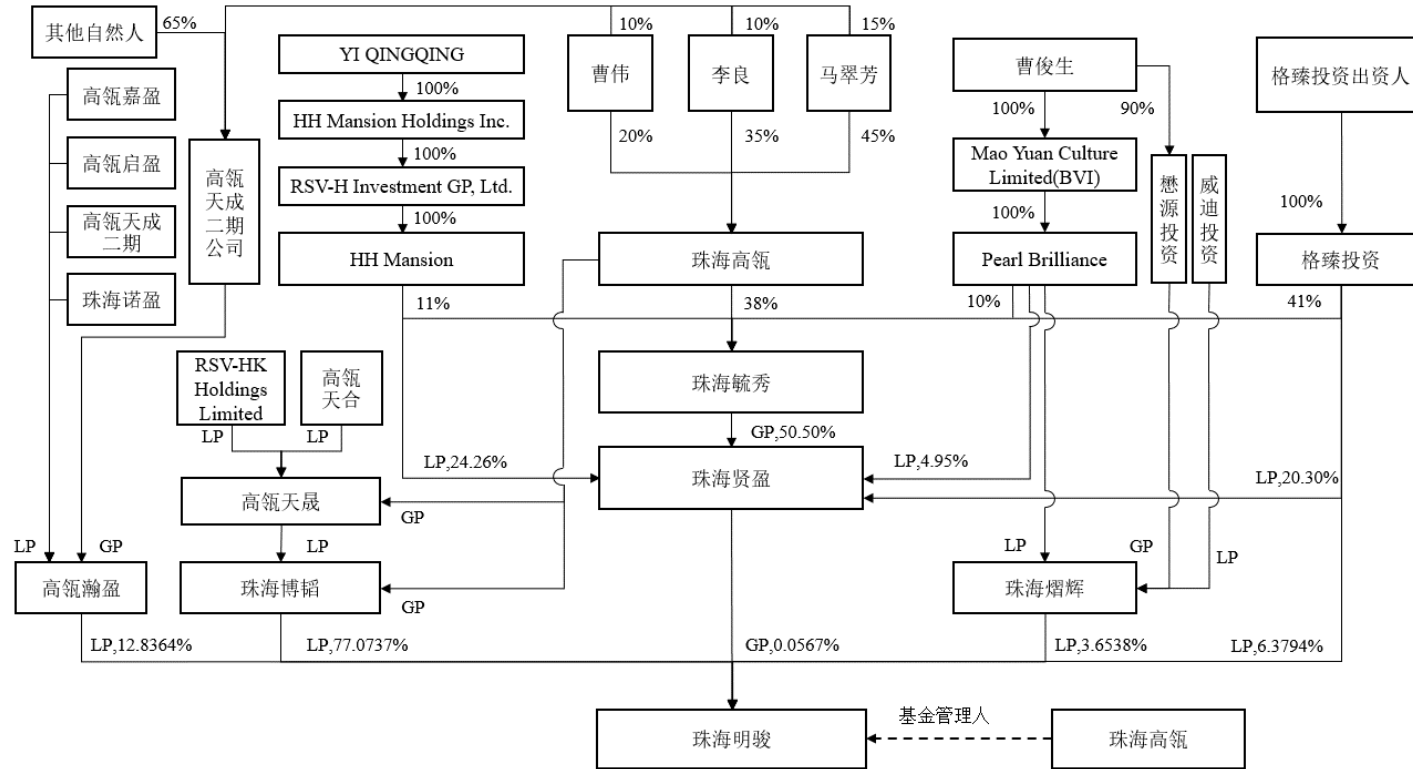 其他自然人
65%
10%
10%
15%
YI QINGQING
曹伟
李良
马翠芳
曹俊生
格臻投资出资人
高瓴嘉盈
100%
100%
90%
HH Mansion Holdings Inc.
20%
35%
45%
高瓴启盈
高瓴
天成
二期
公司
100%
Mao Yuan Culture
Limited(BVI)
懋源投资
威迪投资
RSV-H Investment GP, Ltd.
高瓴天成
二期
100%
100%
100%
HH Mansion
珠海高瓴
Pearl Brilliance
格臻投资
珠海诺盈
11%
38%
10%
41%
RSV-HK
Holdings
Limited
高瓴
天合
珠海毓秀
LP
LP
GP,50.50%
LP,24.26%
珠海贤盈
LP,4.95%
LP,20.30%
高瓴天晟
GP
LP
GP
LP
LP
GP
LP
高瓴瀚盈
珠海博韬
GP
珠海熠辉
LP,12.8364%
LP,77.0737%
GP,0.0567%
LP,3.6538%
LP,6.3794%
珠海明骏
基金管理人
珠海高瓴